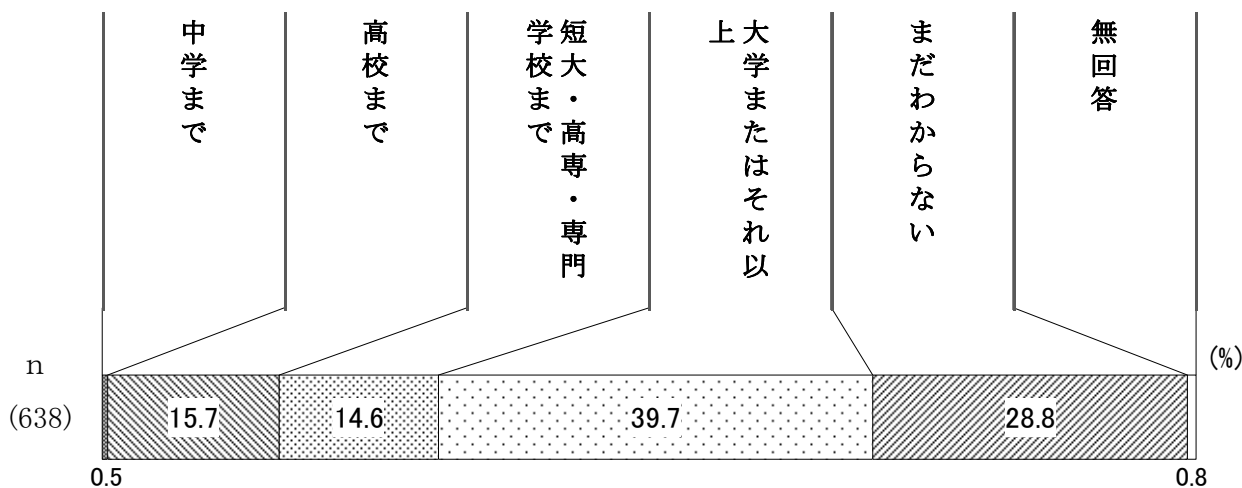 中学まで
高校まで
短大・高専・専門
学校まで
大学またはそれ以
上
まだわからない
無回答
(%)
n
(638)
15.7
14.6
39.7
28.8
0.5
0.8